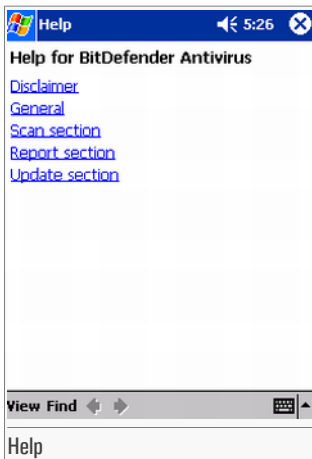 Help 5:26
Help for BitDefender Antivirus
Disclaimer
General
Scan section
Report section
Update section
View Find
Help